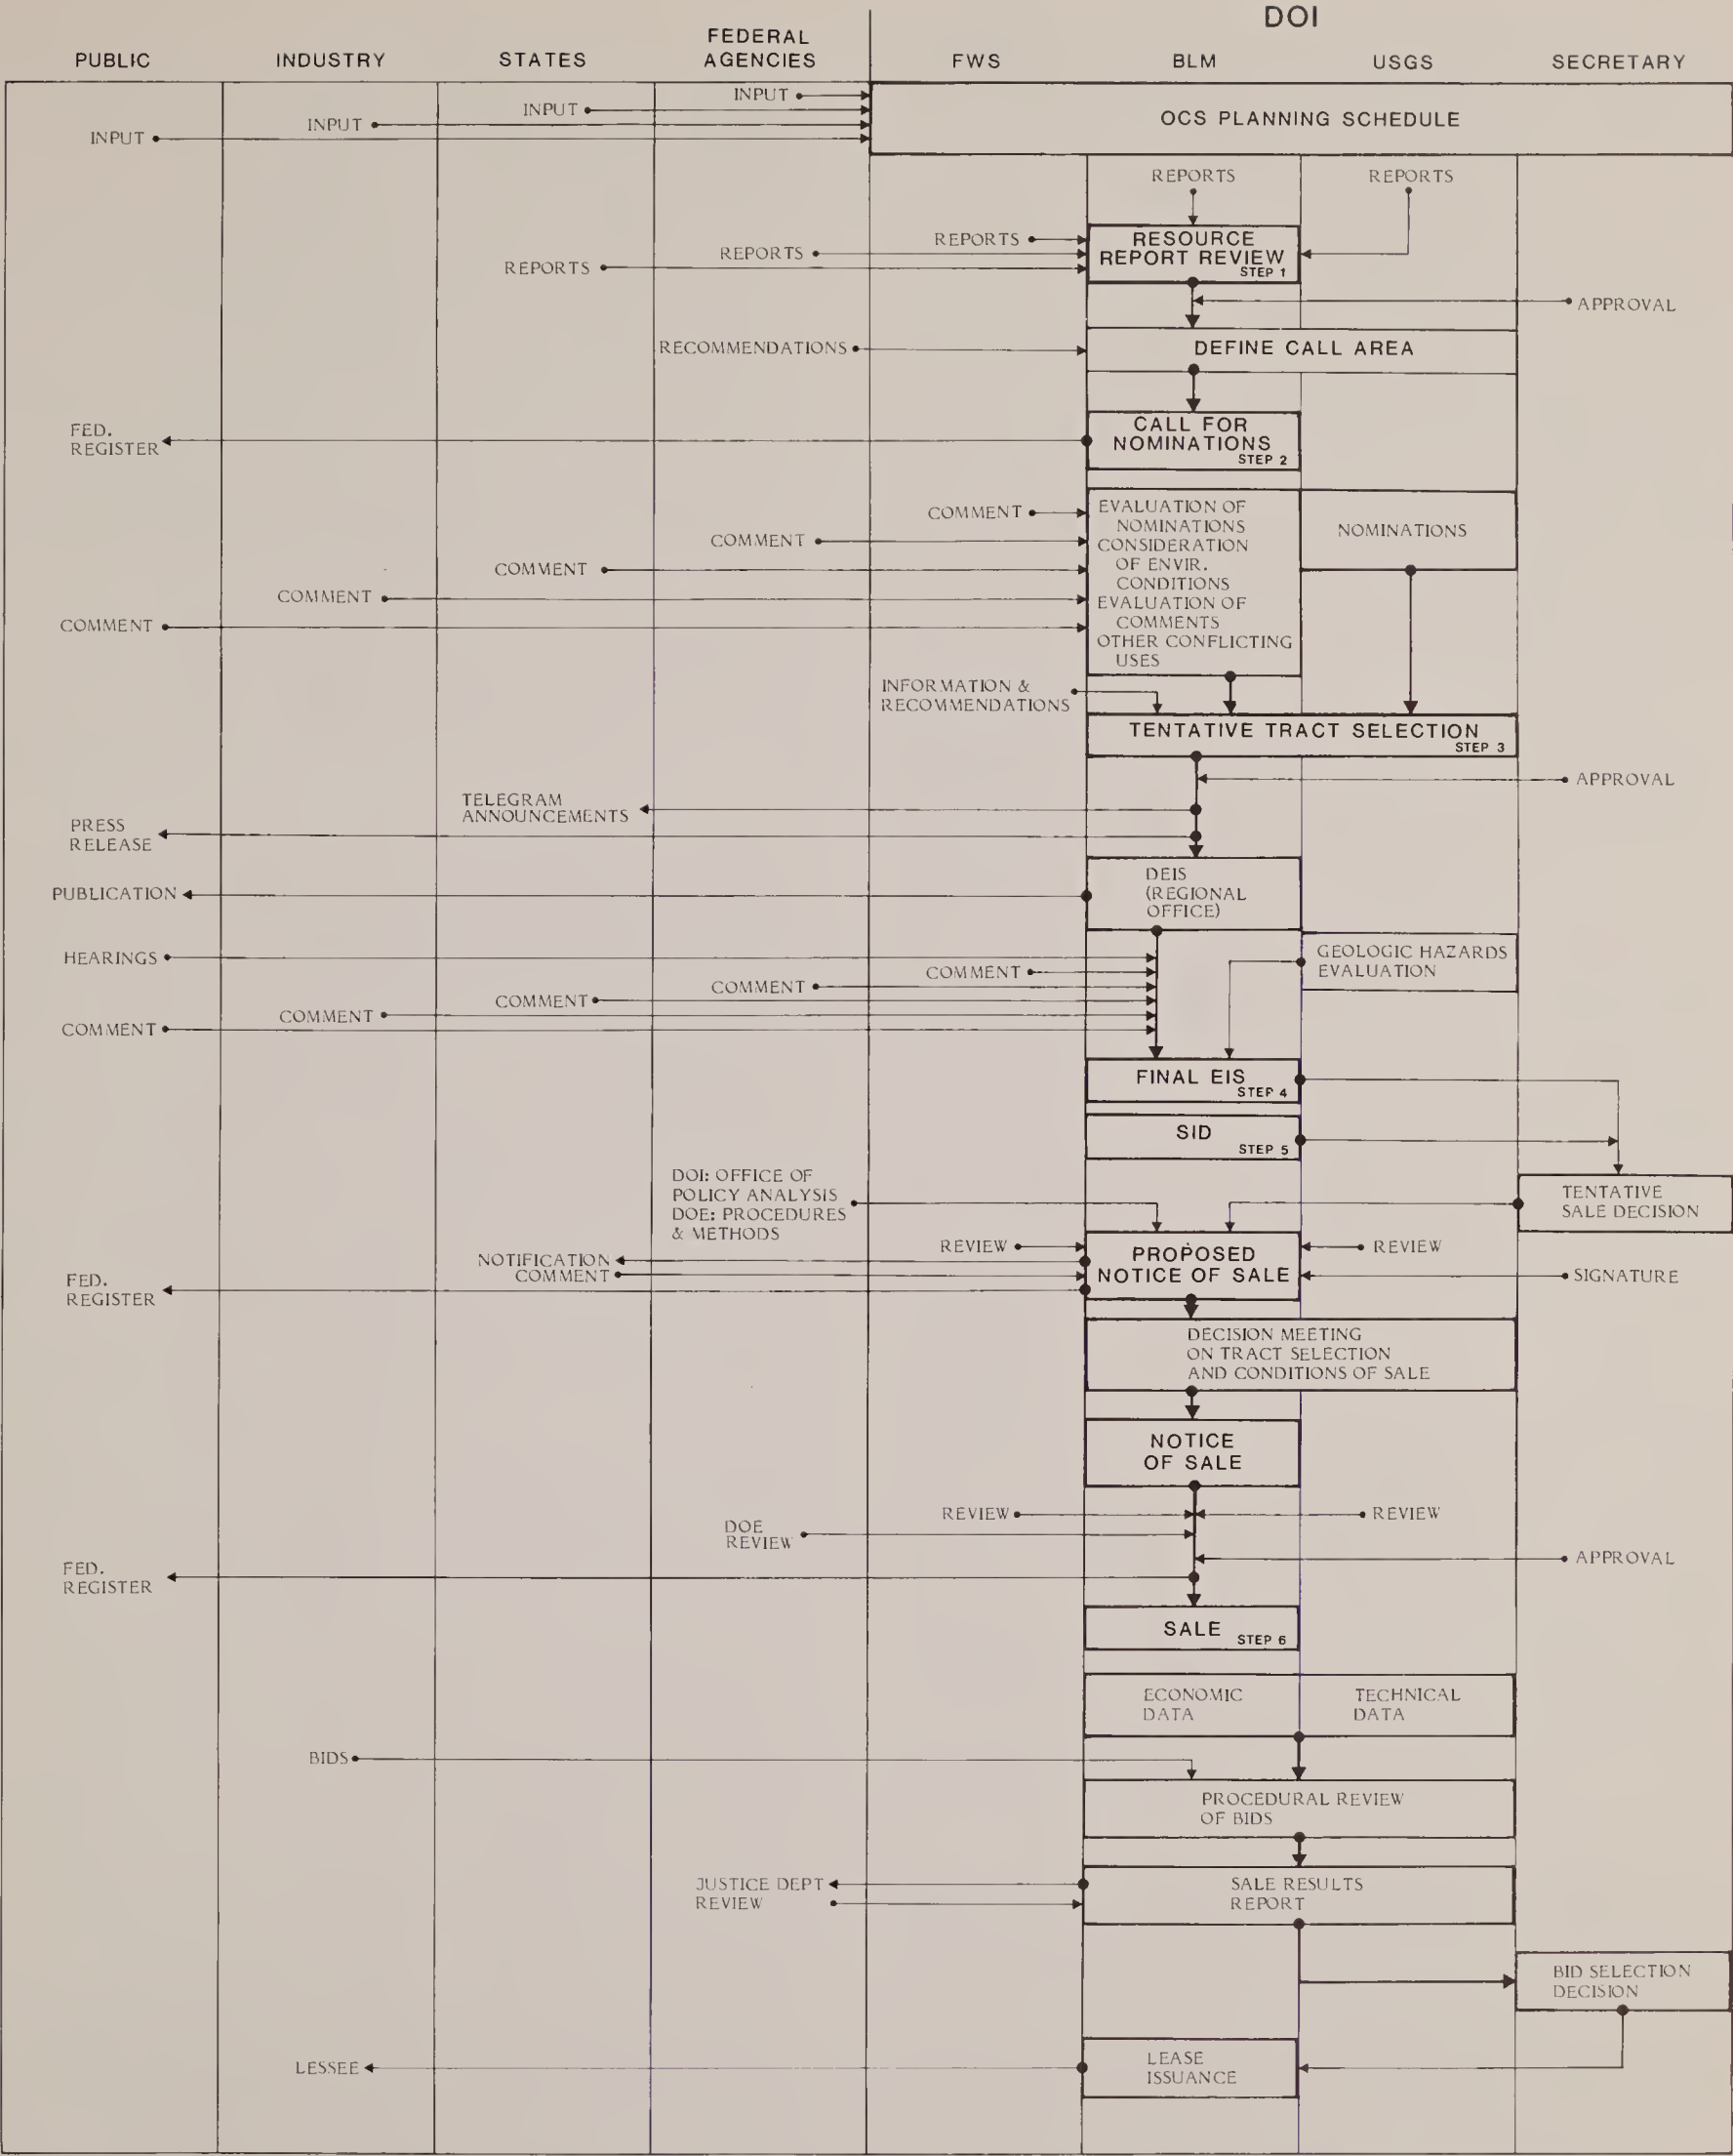 DOI
PUBLIC
INDUSTRY
STATES
FEDERAL
AGENCIES
FWS
BLM
USGS
SECRETARY
INPUT
INPUT
INPUT
INPUT
OCS PLANNING SCHEDULE
REPORTS
REPORTS
REPORTS
REPORTS
REPORTS
RESOURCE
REPORT REVIEW
STEP 1
APPROVAL
RECOMMENDATIONS
DEFINE CALL AREA
FED.
REGISTER
CALL FOR
NOMINATIONS
STEP 2
COMMENT
COMMENT
COMMENT
COMMENT
COMMENT
EVALUATION OF
NOMINATIONS
CONSIDERATION
OF ENVIR.
CONDITIONS
EVALUATION OF
COMMENTS
OTHER CONFLICTING
USES
NOMINATIONS
INFORMATION &
RECOMMENDATIONS
TENTATIVE TRACT SELECTION
STEP 3
APPROVAL
TELEGRAM
ANNOUNCEMENTS
PRESS
RELEASE
PUBLICATION
DEIS
(REGIONAL
OFFICE)
HEARINGS
COMMENT
COMMENT
COMMENT
COMMENT
COMMENT
GEOLOGIC HAZARDS
EVALUATION
FINAL EIS
STEP 4
SID
STEP 5
DOI: OFFICE OF
POLICY ANALYSIS
DOE: PROCEDURES
& METHODS
TENTATIVE
SALE DECISION
REVIEW
NOTIFICATION
COMMENT
FED.
REGISTER
PROPOSED
NOTICE OF SALE
REVIEW
SIGNATURE
DECISION MEETING
ON TRACT SELECTION
AND CONDITIONS OF SALE
NOTICE
OF SALE
REVIEW
REVIEW
DOE
REVIEW
APPROVAL
FED.
REGISTER
SALE
STEP 6
ECONOMIC
DATA
TECHNICAL
DATA
BIDS
PROCEDURAL REVIEW
OF BIDS
JUSTICE DEPT
REVIEW
SALE RESULTS
REPORT
BID SELECTION
DECISION
LESSEE
LEASE
ISSUANCE